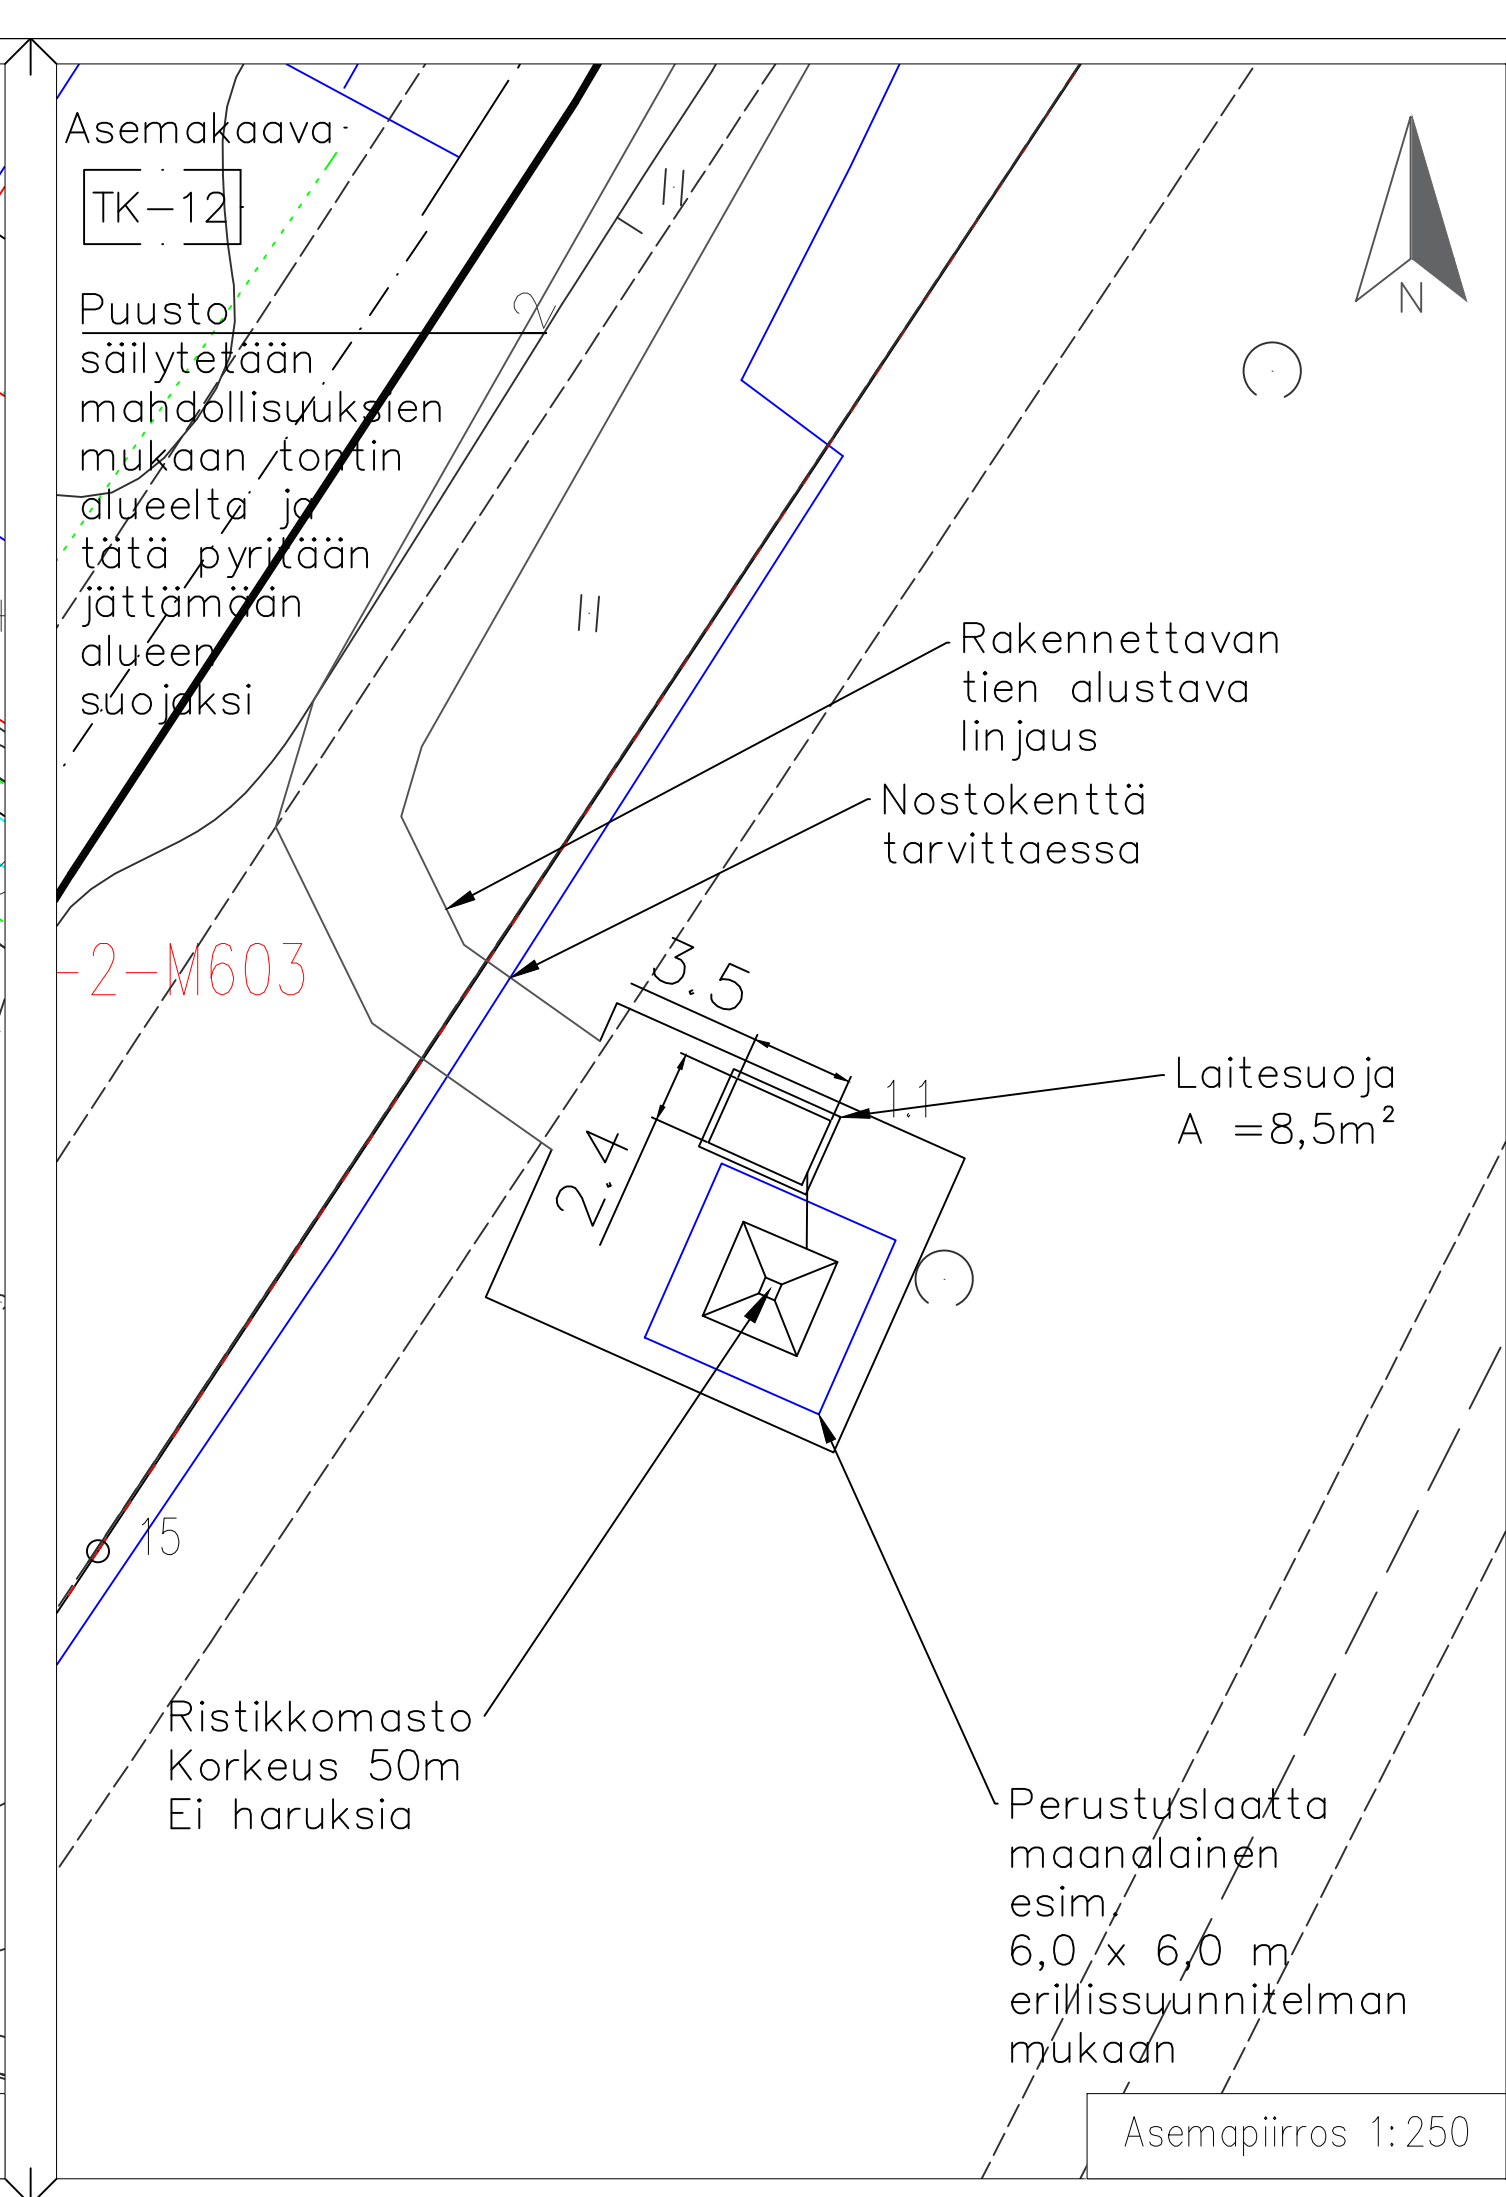 Asemakaava
TK-12
Puusto
säilytetään
mahdollisuuksien
mukaan tontin
alueelta ja
tätä pyritään
jättämään
alueen
suojaksi
2
N
Rakennettavan
tien alustava
linjaus
Nostokenttä
tarvittaessa
-2-M603
3.5
2.4
1.1
Laitesuoja
A =8,5m²
15
Ristikkomasto
Korkeus 50m
Ei haruksia
Perustuslaatta
maanalainen
esim.
6,0 x 6,0 m
erillissuunnitelman
mukaan
Asemapiirros 1:250